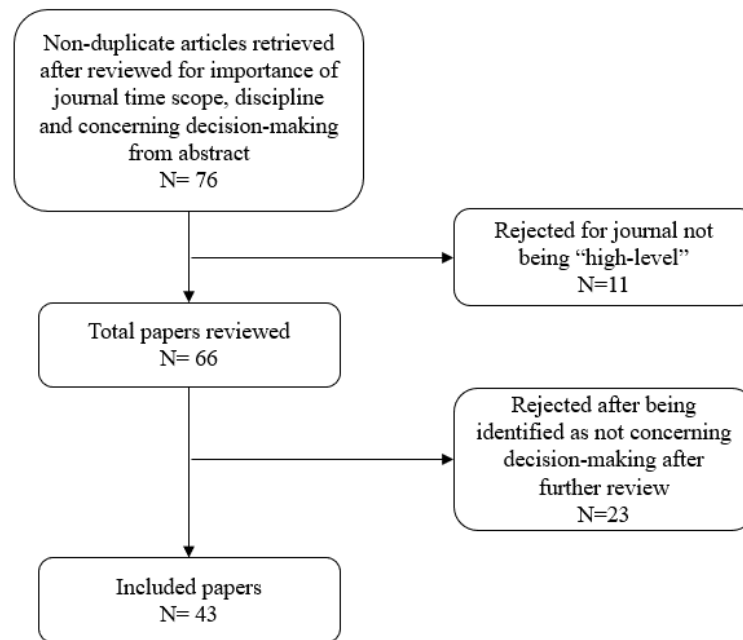 Non-duplicate articles retrieved
after reviewed for importance of
journal time scope, discipline
and concerning decision-making
from abstract
N= 76
Rejected for journal not
being “high-level”
N=11
Total papers reviewed
N= 66
Rejected after being
identified as not concerning
decision-making after
further review
N=23
Included papers
N= 43